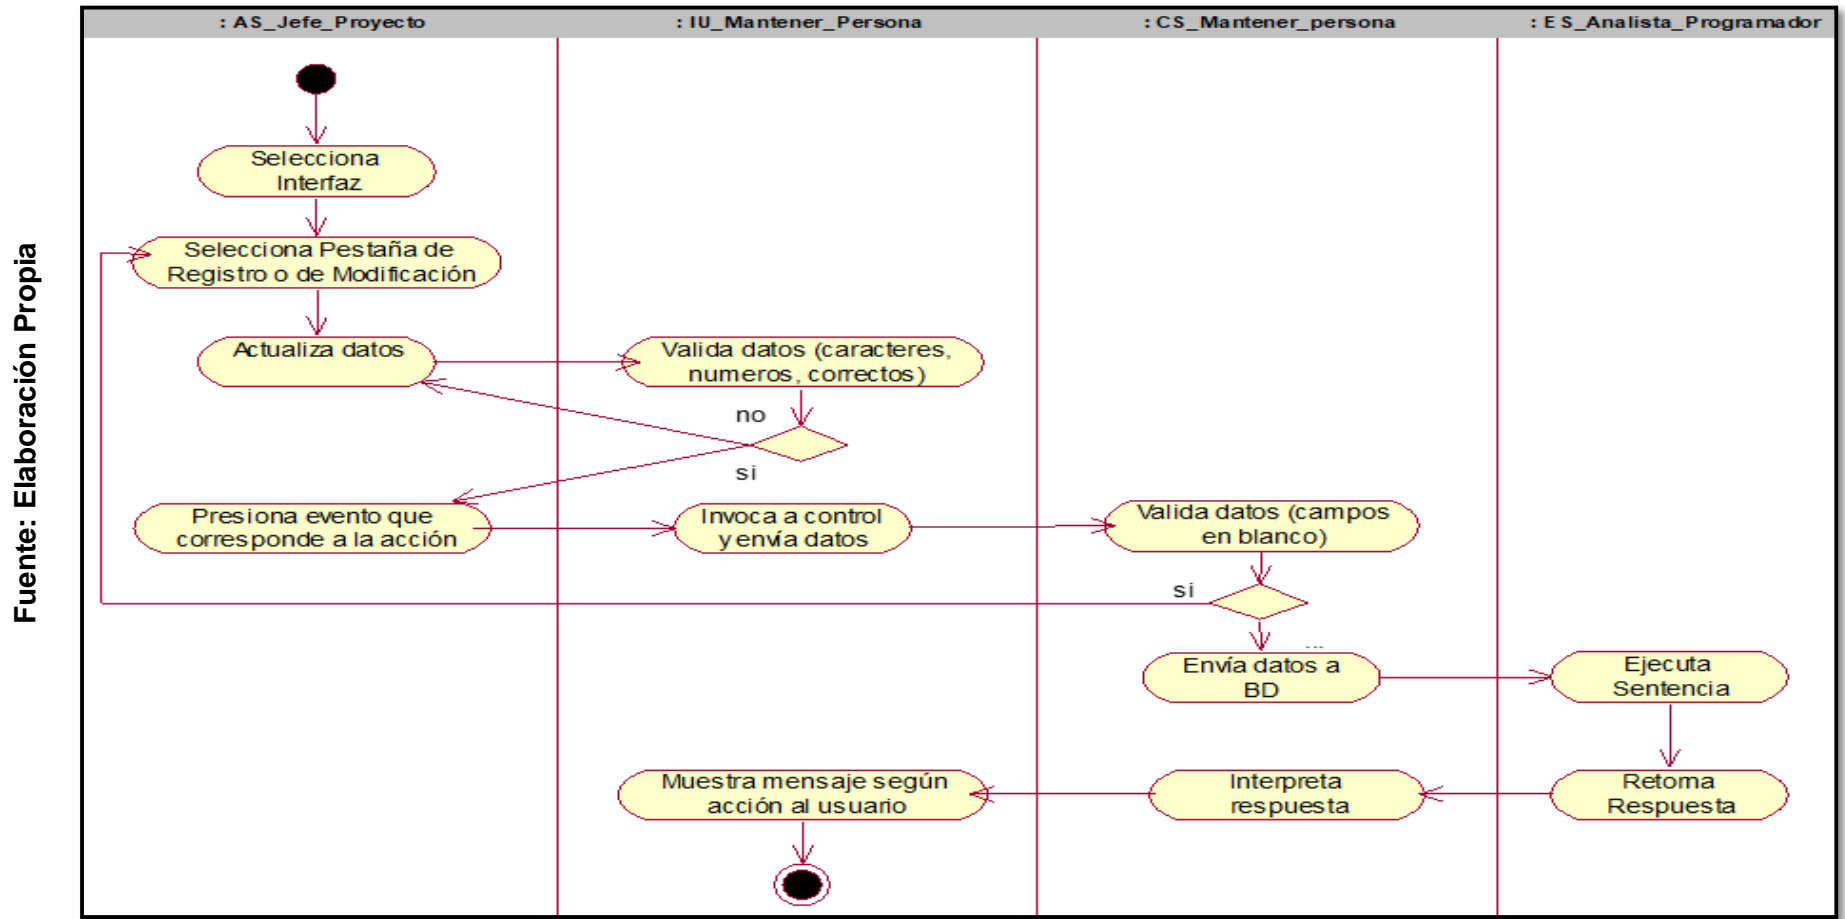 : AS_Jefe_Proyecto
: IU_Mantener_Persona
: CS_Mantener_persona
: ES_Analista_Programador
Selecciona
Interfaz
Selecciona Pestaña de
Registro o de Modificación
Actualiza datos
Valida datos (caracteres,
numeros, correctos)
no
si
Presiona evento que
corresponde a la acción
Invoca a control
y envía datos
Valida datos (campos
en blanco)
si
...
Envía datos a
BD
Ejecuta
Sentencia
Muestra mensaje según
acción al usuario
Interpreta
respuesta
Retorna
Respuesta
Fuente: Elaboración Propia